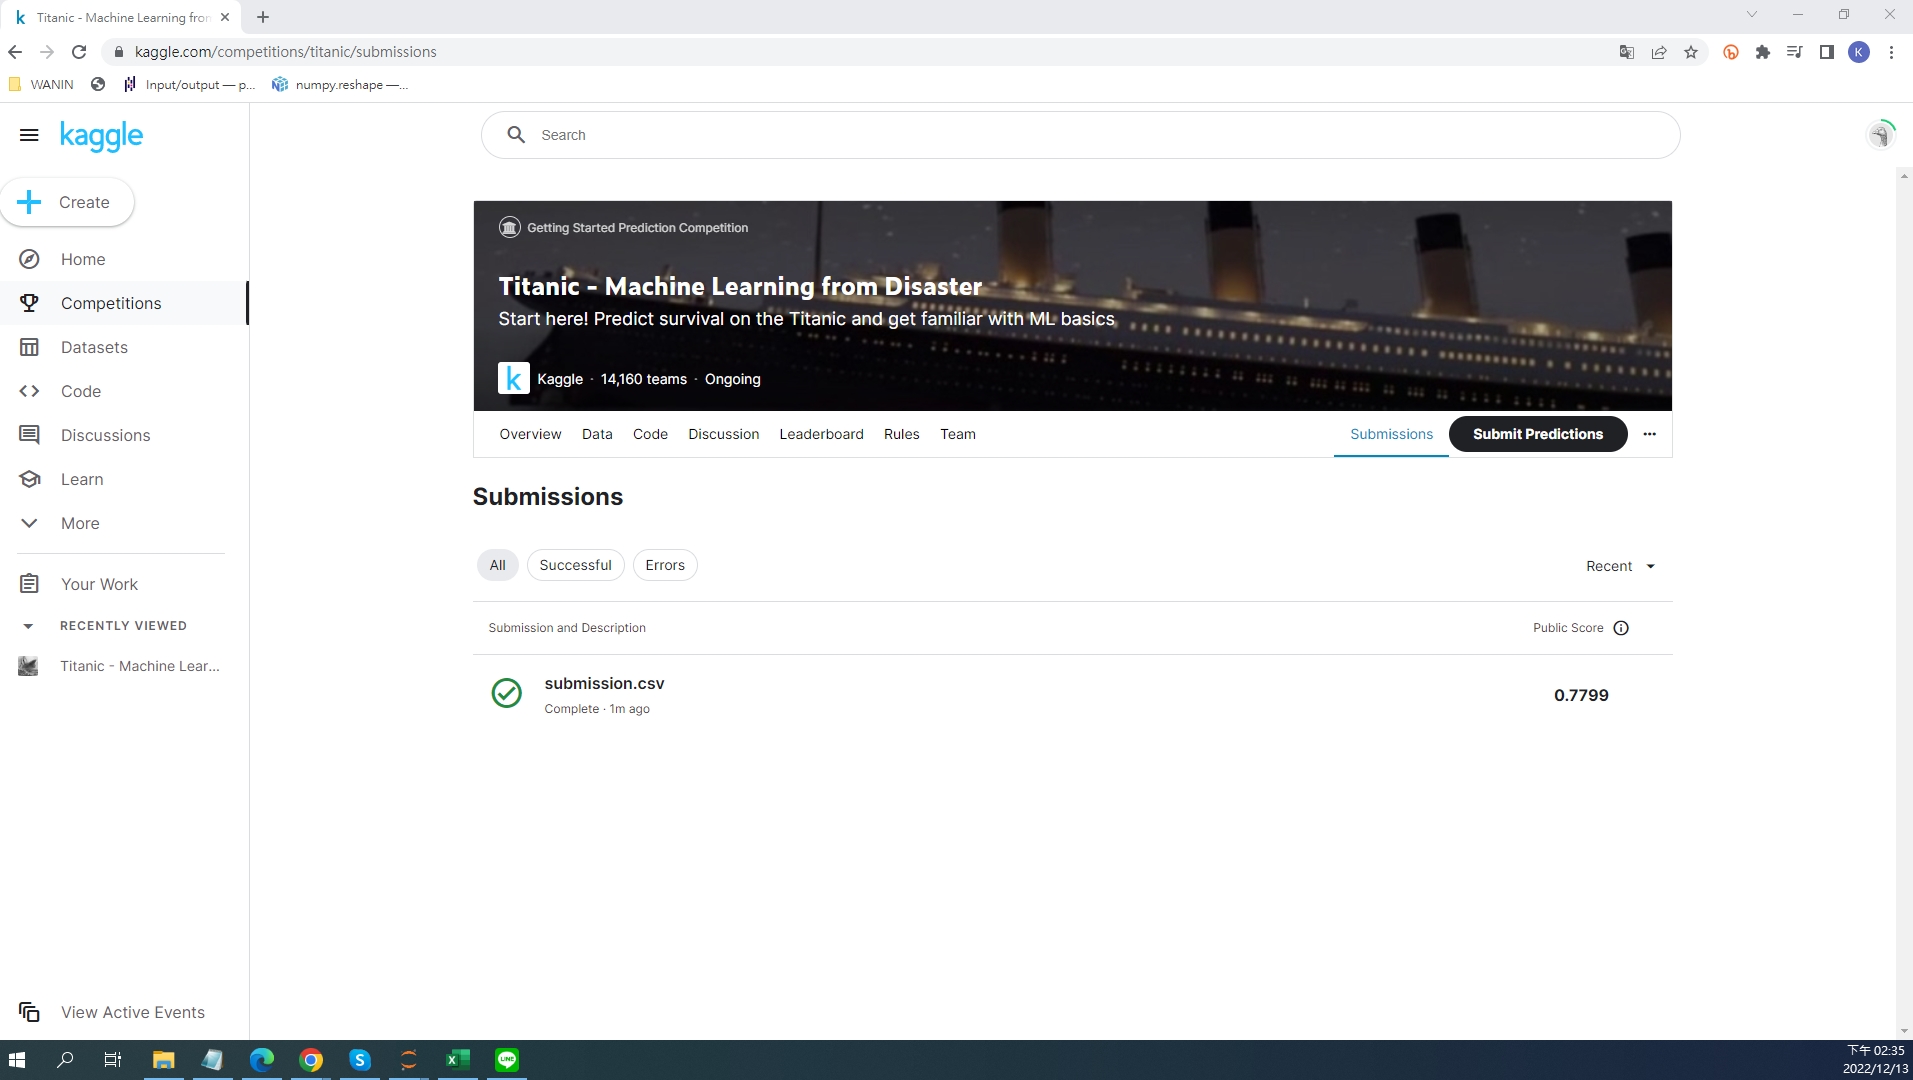 Titanic - Machine Learning fron
kaggle.com/competitions/titanic/submissions
K
WANIN
Input/output — p...
numpy.reshape —...
kaggle
Search
Create
Home
Competitions
Datasets
Code
Discussions
Learn
More
Your Work
RECENTLY VIEWED
Titanic - Machine Lear...
View Active Events
Getting Started Prediction Competition
Titanic - Machine Learning from Disaster
Start here! Predict survival on the Titanic and get familiar with ML basics
k
Kaggle · 14,160 teams · Ongoing
Overview Data Code Discussion Leaderboard Rules Team Submissions Submit Predictions
Submissions
All Successful Errors Recent
Submission and Description Public Score
submission.csv
Complete · 1m ago
0.7799
下午 02:35
2022/12/13